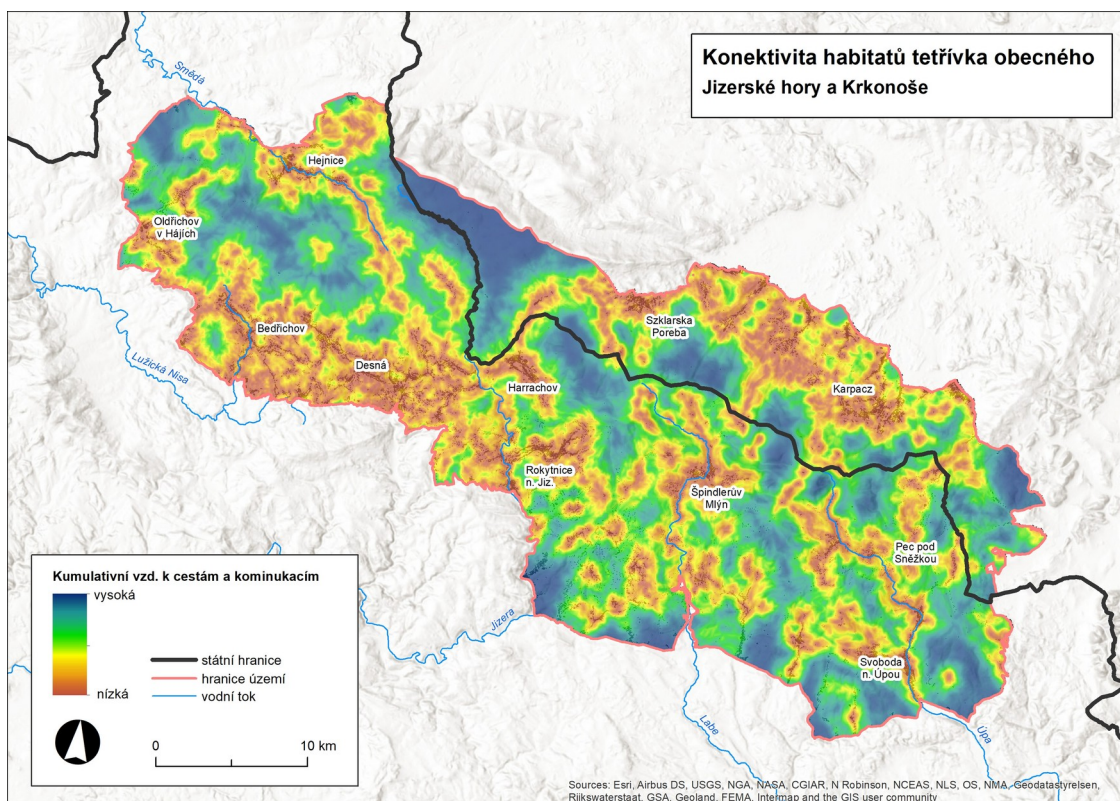 Konektivita habitatů tetřívka obecného
Jizerské hory a Krkonoše
Smědá
Hejnice
Oldřichov
v Hájích
Bedřichov
Lužická Nisa
Desná
Szklarska
Poreba
Harrachov
Karpacz
Rokytnice
n. Jiz.
Špindlerův
Mlýn
Pec pod
Sněžkou
Jizera
Svoboda
n. Úpou
Labe
Úpa
Kumulativní vzd. k cestám a kominukacím
vysoká
nízká
státní hranice
hranice území
vodní tok
0
10 km
Sources: Esri, Airbus DS, USGS, NGA, NASA, CGIAR, N Robinson, NCEAS, NLS, OS, NMA, Geodatastyrelsen,
Rijkswaterstaat, GSA, Geoland, FEMA, Intermap and the GIS user community